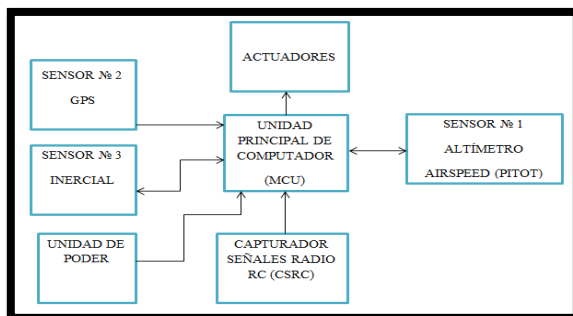 ACTUADORES
SENSOR № 2
GPS
UNIDAD
PRINCIPAL DE
COMPUTADOR
(MCU)
SENSOR № 1
ALTÍMETRO
AIRSPEED (PITOT)
SENSOR № 3
INERCIAL
UNIDAD DE
PODER
CAPTURADOR
SEÑALES RADIO
RC (CSRC)